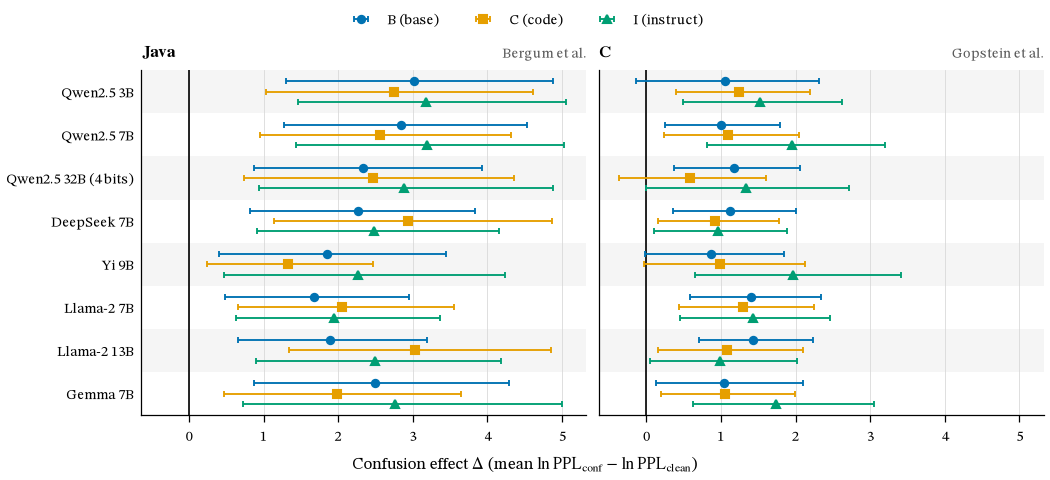 B (base) C (code) I (instruct)
Java Bergum et al. C Gopstein et al.
Qwen2.5 3B
Qwen2.5 7B
Qwen2.5 32B (4 bits)
DeepSeek 7B
Yi 9B
Llama-2 7B
Llama-2 13B
Gemma 7B
0 1 2 3 4 5 0 1 2 3 4 5
Confusion effect Δ (mean ln PPL_conf − ln PPL_clean)